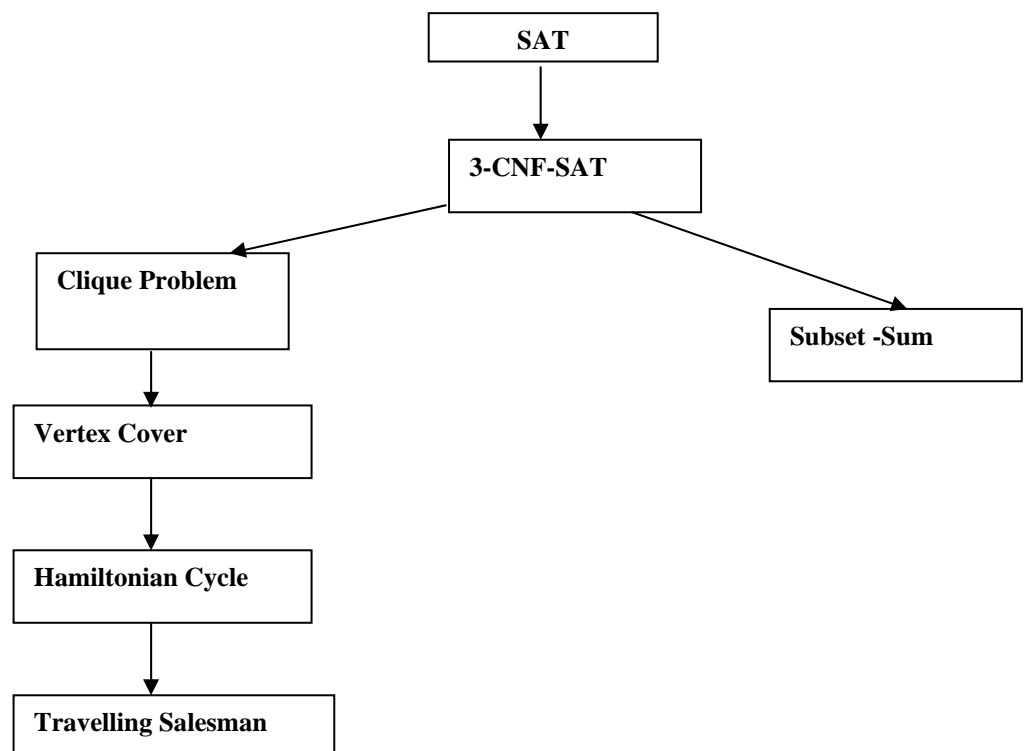 SAT
3-CNF-SAT
Clique Problem
Subset -Sum
Vertex Cover
Hamiltonian Cycle
Travelling Salesman